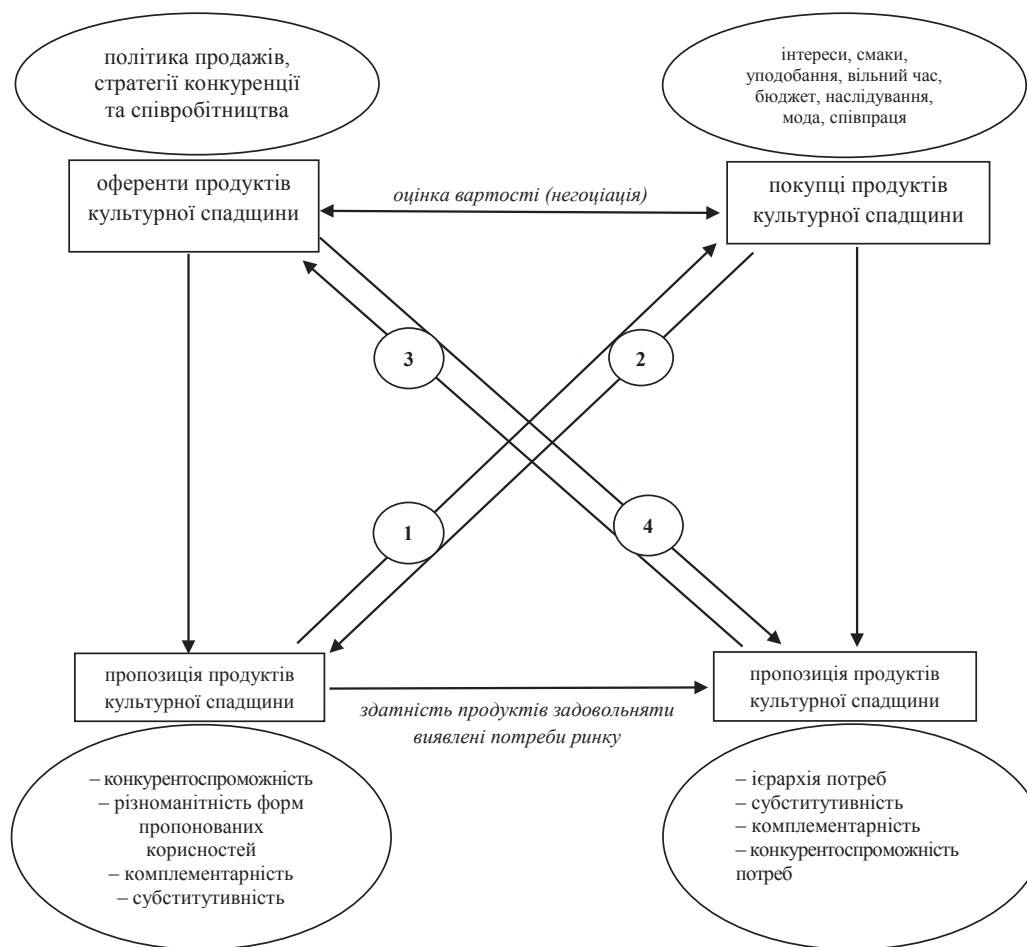 політика продажів,
стратегії конкуренції
та співробітництва
інтереси, смаки,
уподобання, вільний час,
бюджет, наслідування,
мода, співпраця
оференти продуктів
культурної спадщини
оцінка вартості (негоціація)
покупці продуктів
культурної спадщини
3
2
1
4
пропозиція продуктів
культурної спадщини
здатність продуктів задовольняти
виявлені потреби ринку
пропозиція продуктів
культурної спадщини
– конкурентоспроможність
– різноманітність форм
пропонованих
корисностей
– комплементарність
– субститутивність
– ієрархія потреб
– субститутивність
– комплементарність
– конкурентоспроможність
потреб